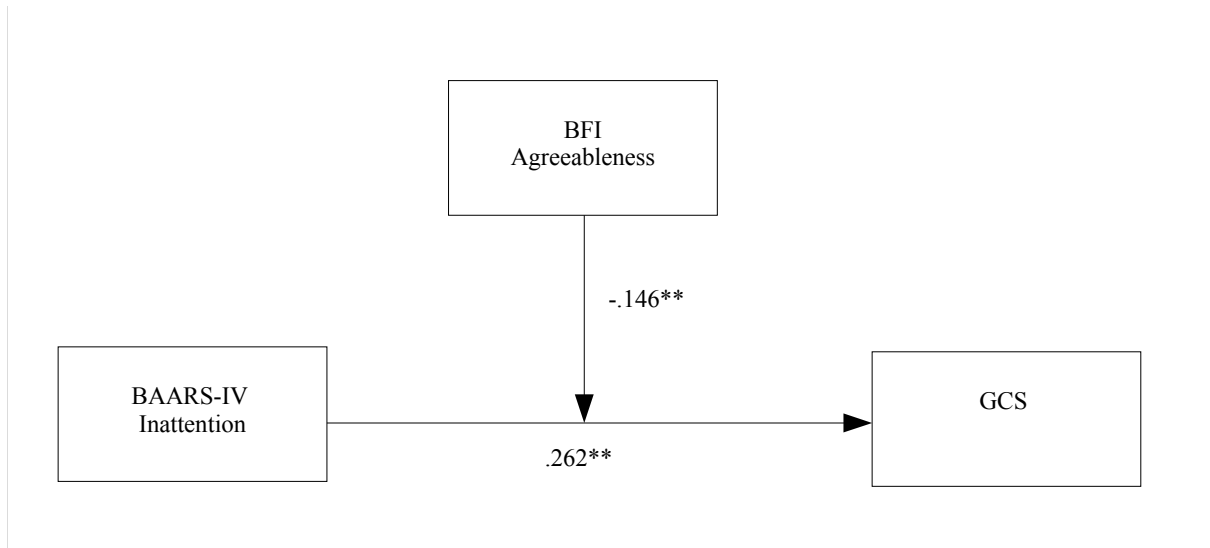 BFI
Agreeableness
-.146**
BAARS-IV
Inattention
GCS
.262**